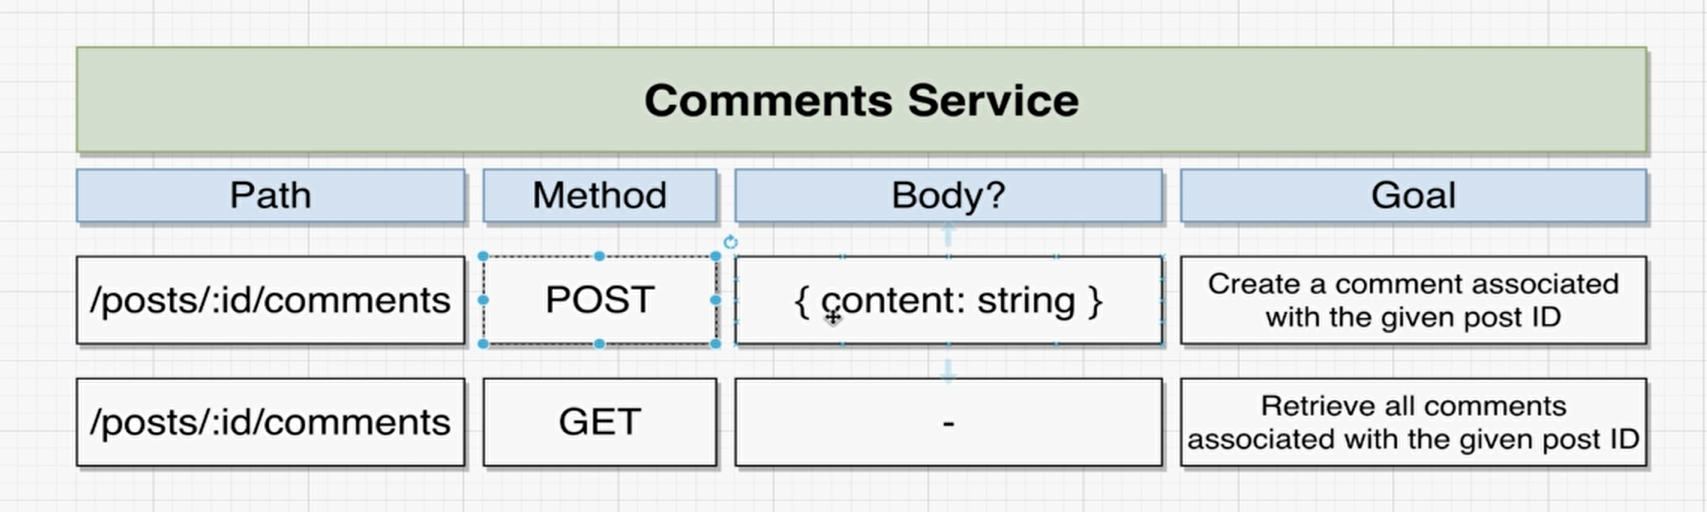 Comments Service
Path
Method
Body?
Goal
/posts/:id/comments
POST
{ content: string }
Create a comment associated
with the given post ID
/posts/:id/comments
GET
-
Retrieve all comments
associated with the given post ID